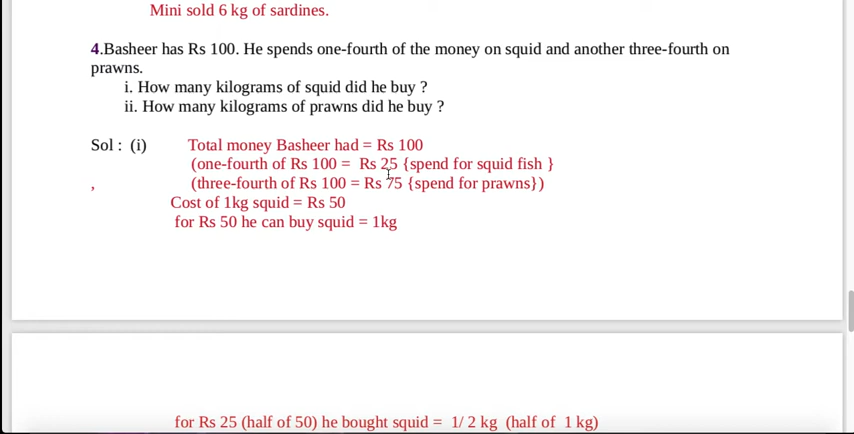 Mini sold 6 kg of sardines.
4.Basheer has Rs 100. He spends one-fourth of the money on squid and another three-fourth on
prawns.
i. How many kilograms of squid did he buy ?
ii. How many kilograms of prawns did he buy ?
Sol : (i) Total money Basheer had = Rs 100
(one-fourth of Rs 100 = Rs 25 {spend for squid fish }
, (three-fourth of Rs 100 = Rs 75 {spend for prawns})
Cost of 1kg squid = Rs 50
for Rs 50 he can buy squid = 1kg
for Rs 25 (half of 50) he bought squid = 1/ 2 kg (half of 1 kg)